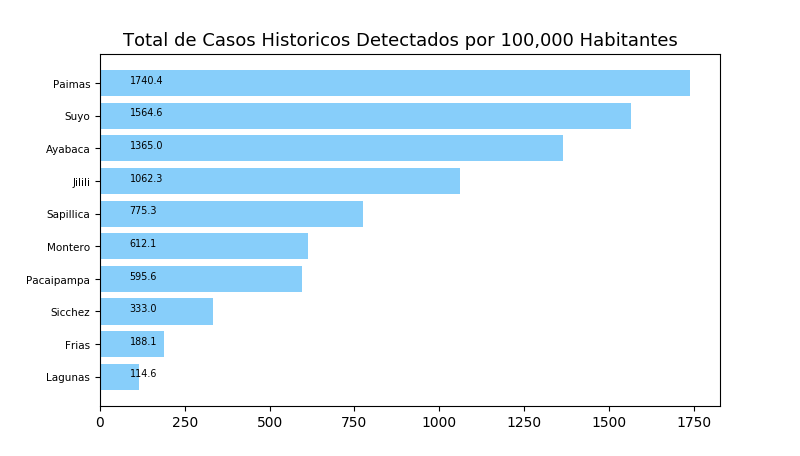 Total de Casos Historicos Detectados por 100,000 Habitantes
Paimas 1740.4
Suyo 1564.6
Ayabaca 1365.0
Jilili 1062.3
Sapillica 775.3
Montero 612.1
Pacaipampa 595.6
Sicchez 333.0
Frias 188.1
Lagunas 114.6
0 250 500 750 1000 1250 1500 1750